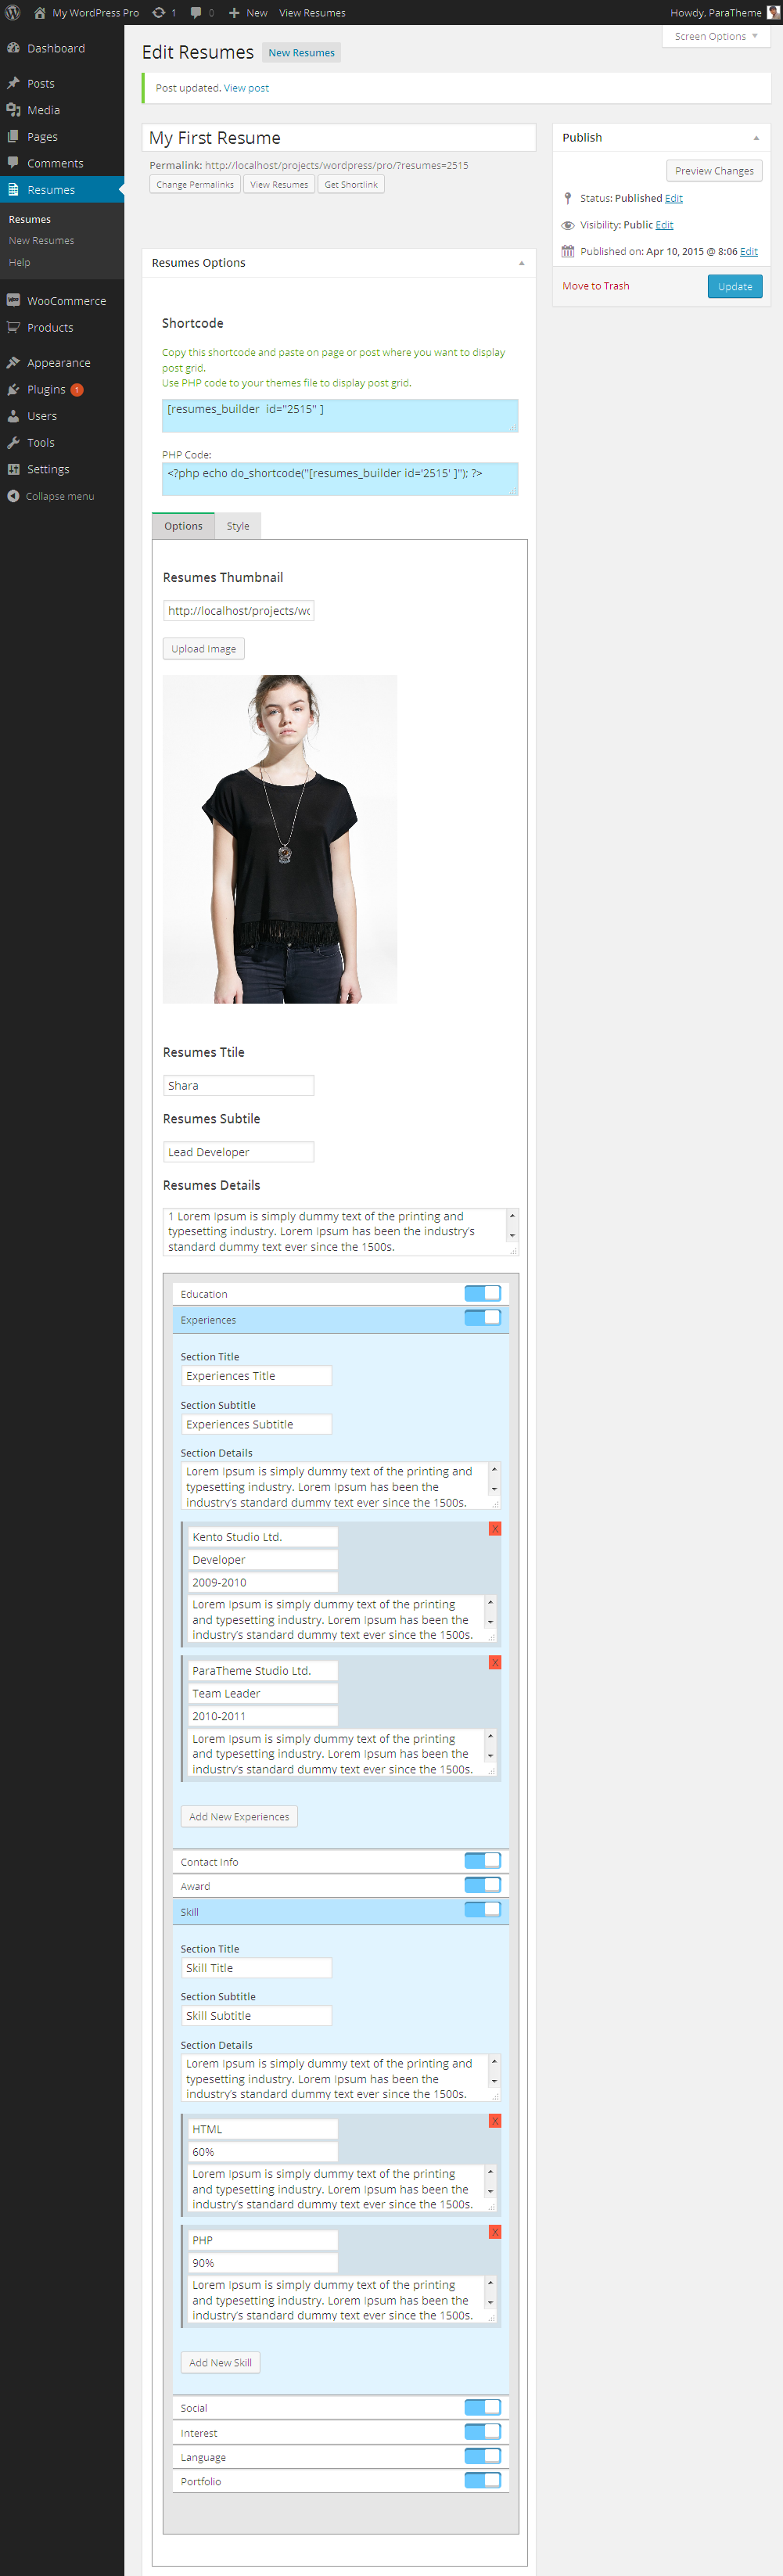 My WordPress Pro 1 0 New View Resumes Howdy, ParaTheme
Screen Options
Dashboard
Posts
Media
Pages
Comments
Resumes
Resumes
New Resumes
Help
WooCommerce
Products
Appearance
Plugins 1
Users
Tools
Settings
Collapse menu
Edit Resumes New Resumes
Post updated. View post
My First Resume
Permalink: http://localhost/projects/wordpress/pro/?resumes=2515
Change Permalinks View Resumes Get Shortlink
Publish
Preview Changes
Status: Published Edit
Visibility: Public Edit
Published on: Apr 10, 2015 @ 8:06 Edit
Move to Trash Update
Resumes Options
Shortcode
Copy this shortcode and paste on page or post where you want to display
post grid.
Use PHP code to your themes file to display post grid.
[resumes_builder id="2515" ]
PHP Code:
<?php echo do_shortcode("[resumes_builder id='2515' ]"); ?>
Options Style
Resumes Thumbnail
http://localhost/projects/wo
Upload Image
Resumes Ttile
Shara
Resumes Subtile
Lead Developer
Resumes Details
1 Lorem Ipsum is simply dummy text of the printing and
typesetting industry. Lorem Ipsum has been the industry's
standard dummy text ever since the 1500s.
Education
Experiences
Section Title
Experiences Title
Section Subtitle
Experiences Subtitle
Section Details
Lorem Ipsum is simply dummy text of the printing and
typesetting industry. Lorem Ipsum has been the
industry's standard dummy text ever since the 1500s.
X
Kento Studio Ltd.
Developer
2009-2010
Lorem Ipsum is simply dummy text of the printing
and typesetting industry. Lorem Ipsum has been the
industry's standard dummy text ever since the 1500s.
X
ParaTheme Studio Ltd.
Team Leader
2010-2011
Lorem Ipsum is simply dummy text of the printing
and typesetting industry. Lorem Ipsum has been the
industry's standard dummy text ever since the 1500s.
Add New Experiences
Contact Info
Award
Skill
Section Title
Skill Title
Section Subtitle
Skill Subtitle
Section Details
Lorem Ipsum is simply dummy text of the printing and
typesetting industry. Lorem Ipsum has been the
industry's standard dummy text ever since the 1500s.
X
HTML
60%
Lorem Ipsum is simply dummy text of the printing
and typesetting industry. Lorem Ipsum has been the
industry's standard dummy text ever since the 1500s.
X
PHP
90%
Lorem Ipsum is simply dummy text of the printing
and typesetting industry. Lorem Ipsum has been the
industry's standard dummy text ever since the 1500s.
Add New Skill
Social
Interest
Language
Portfolio